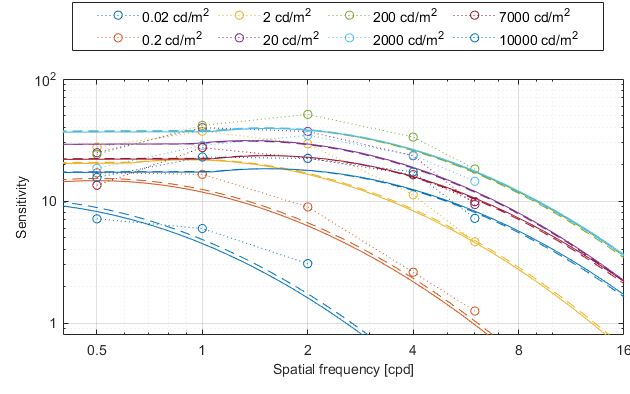 0.02 cd/m² 2 cd/m² 200 cd/m² 7000 cd/m²
0.2 cd/m² 20 cd/m² 2000 cd/m² 10000 cd/m²
10²
10
1
Sensitivity
0.5 1 2 4 8 16
Spatial frequency [cpd]